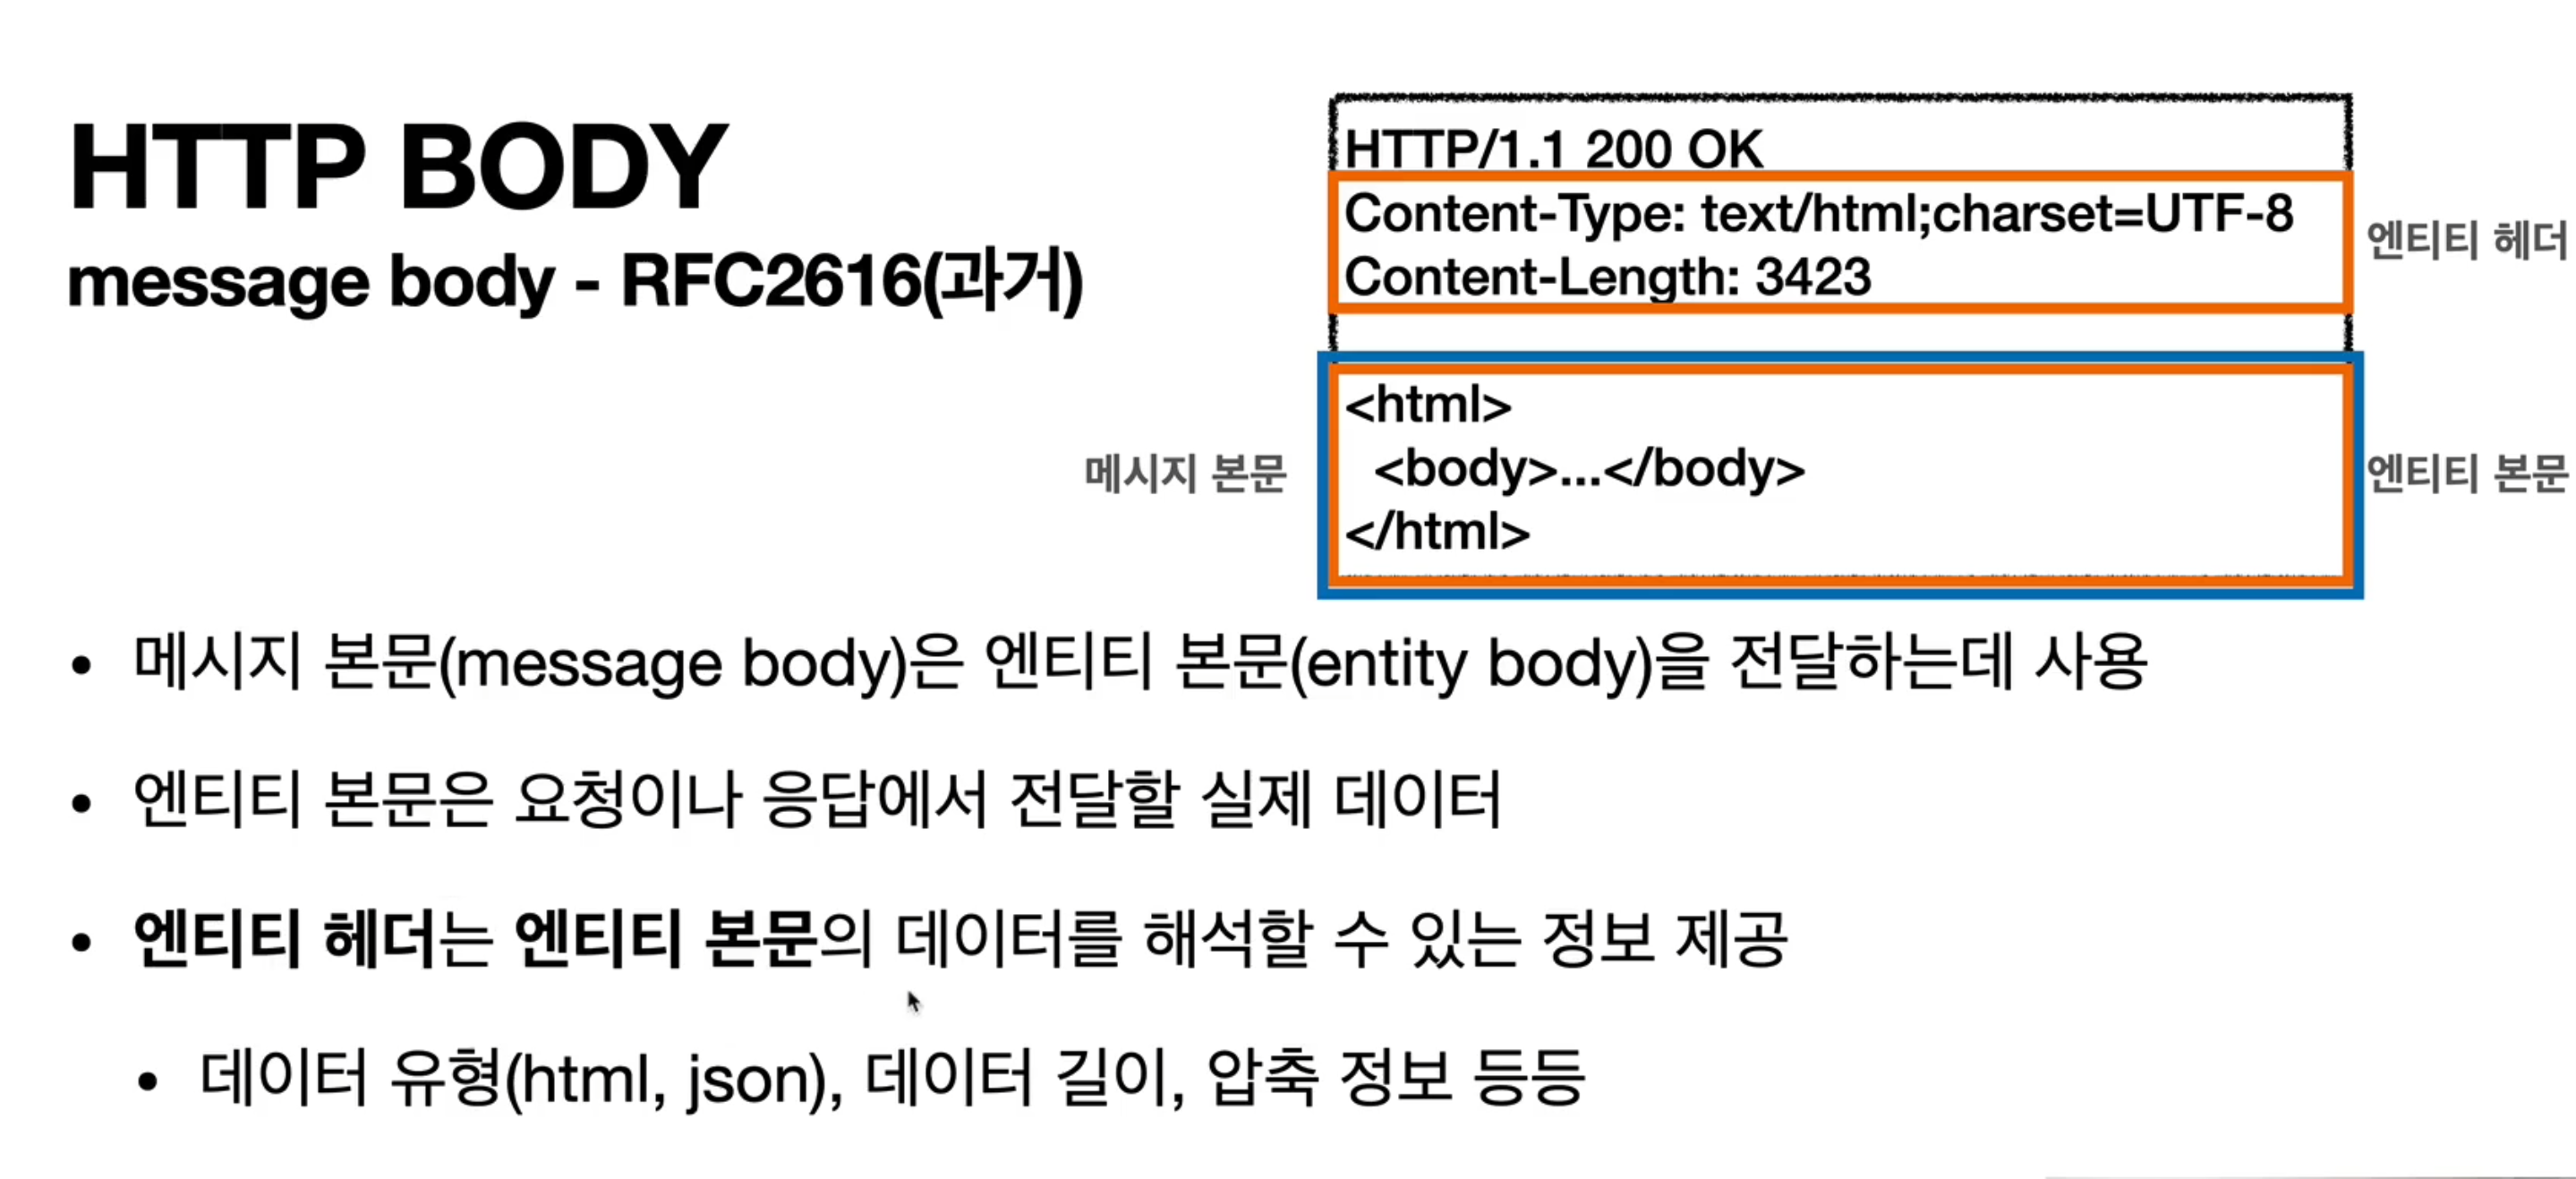 HTTP BODY
message body - RFC2616(과거)
HTTP/1.1 200 OK
Content-Type: text/html;charset=UTF-8
Content-Length: 3423
엔티티 헤더
<html>
<body>...</body>
</html>
메시지 본문
엔티티 본문
• 메시지 본문(message body)은 엔티티 본문(entity body)을 전달하는데 사용
• 엔티티 본문은 요청이나 응답에서 전달할 실제 데이터
• 엔티티 헤더는 엔티티 본문의 데이터를 해석할 수 있는 정보 제공
• 데이터 유형(html, json), 데이터 길이, 압축 정보 등등